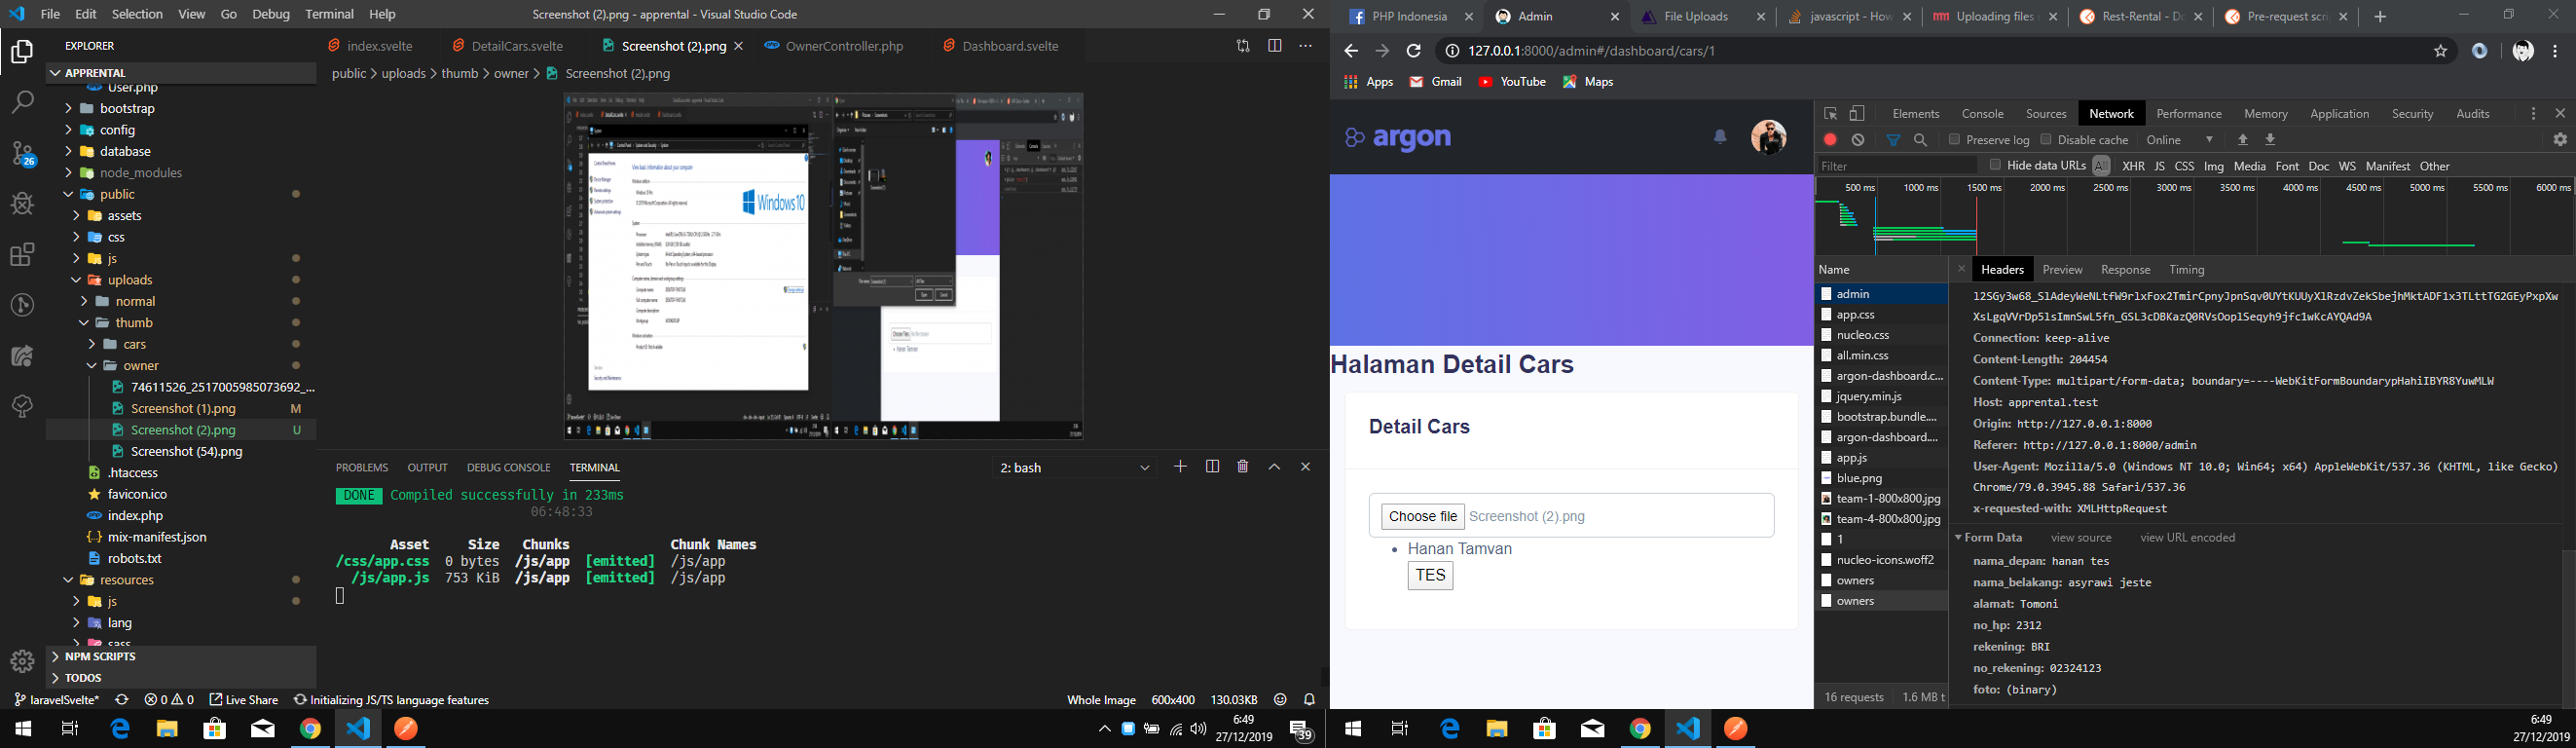 File Edit Selection View Go Debug Terminal Help
Screenshot (2).png - apprental - Visual Studio Code
EXPLORER
APPRENTAL
User.php
bootstrap
config
database
node_modules
public
assets
css
js
uploads
normal
thumb
cars
owner
74611526_2517005985073692_...
Screenshot (1).png M
Screenshot (2).png U
Screenshot (54).png
.htaccess
favicon.ico
index.php
mix-manifest.json
robots.txt
resources
js
lang
sass
NPM SCRIPTS
TODOS
26
index.svelte
DetailCars.svelte
Screenshot (2).png
OwnerController.php
Dashboard.svelte
public > uploads > thumb > owner > Screenshot (2).png
Windows 10
PROBLEMS OUTPUT DEBUG CONSOLE TERMINAL
2: bash
DONE Compiled successfully in 233ms
06:48:33
Asset Size Chunks Chunk Names
/css/app.css 0 bytes /js/app [emitted] /js/app
/js/app.js 753 KiB /js/app [emitted] /js/app
laravelSvelte* 0 0 Live Share Initializing JS/TS language features
Whole Image 600x400 130.03KB
6:49
27/12/2019
39
PHP Indonesia
Admin
File Uploads
javascript - How
Uploading files
Rest-Rental - Do
Pre-request scri
127.0.0.1:8000/admin#/dashboard/cars/1
Apps Gmail YouTube Maps
argon
Halaman Detail Cars
Detail Cars
Choose file Screenshot (2).png
• Hanan Tamvan
TES
Elements Console Sources Network Performance Memory Application Security Audits
Preserve log Disable cache Online
Filter Hide data URLs All XHR JS CSS Img Media Font Doc WS Manifest Other
500 ms 1000 ms 1500 ms 2000 ms 2500 ms 3000 ms 3500 ms 4000 ms 4500 ms 5000 ms 5500 ms 6000 ms
Name
admin
app.css
nucleo.css
all.min.css
argon-dashboard.c...
jquery.min.js
bootstrap.bundle....
argon-dashboard....
app.js
blue.png
team-1-800x800.jpg
team-4-800x800.jpg
1
nucleo-icons.woff2
owners
owners
16 requests 1.6 MB t
Headers Preview Response Timing
Connection: keep-alive
Content-Length: 204454
Content-Type: multipart/form-data; boundary=----WebKitFormBoundarypHahiIBYR8YuwMLW
Host: apprental.test
Origin: http://127.0.0.1:8000
Referer: http://127.0.0.1:8000/admin
User-Agent: Mozilla/5.0 (Windows NT 10.0; Win64; x64) AppleWebKit/537.36 (KHTML, like Gecko)
Chrome/79.0.3945.88 Safari/537.36
x-requested-with: XMLHttpRequest
Form Data view source view URL encoded
nama_depan: hanan tes
nama_belakang: asyrawi jeste
alamat: Tomoni
no_hp: 2312
rekening: BRI
no_rekening: 02324123
foto: (binary)
6:49
27/12/2019